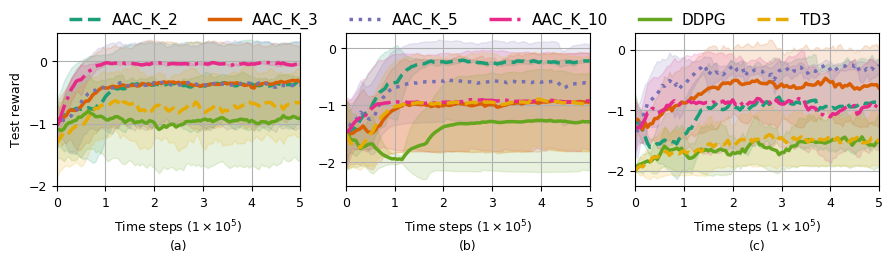 AAC_K_2 AAC_K_3 AAC_K_5 AAC_K_10 DDPG TD3
Test reward
0
−1
−2
0 1 2 3 4 5
Time steps (1 × 10⁵)
(a)
0
−1
−2
0 1 2 3 4 5
Time steps (1 × 10⁵)
(b)
0
−1
−2
0 1 2 3 4 5
Time steps (1 × 10⁵)
(c)